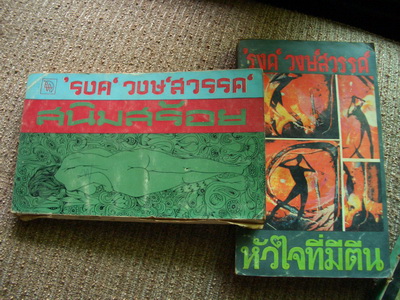 'รงค์ วงษ์สวรรค์
สนิมสร้อย
'รงค์ วงษ์สวรรค์
หัวใจที่มีตีน